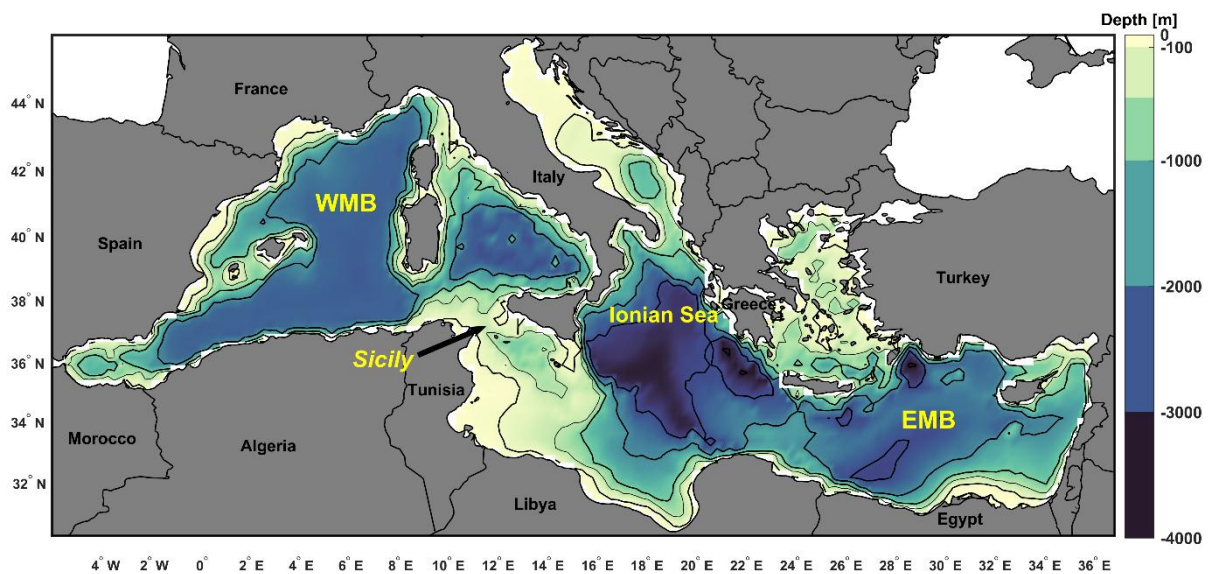 Depth [m]
0
-100
-1000
-2000
-3000
-4000
44° N
42° N
40° N
38° N
36° N
34° N
32° N
France
Italy
WMB
Spain
Turkey
Greece
Ionian Sea
Sicily
Tunisia
EMB
Morocco
Algeria
Libya
Egypt
4° W
0°
2° E
4° E
6° E
8° E
10° E
12° E
14° E
16° E
18° E
20° E
22° E
24° E
26° E
28° E
30° E
32° E
34° E
36° E